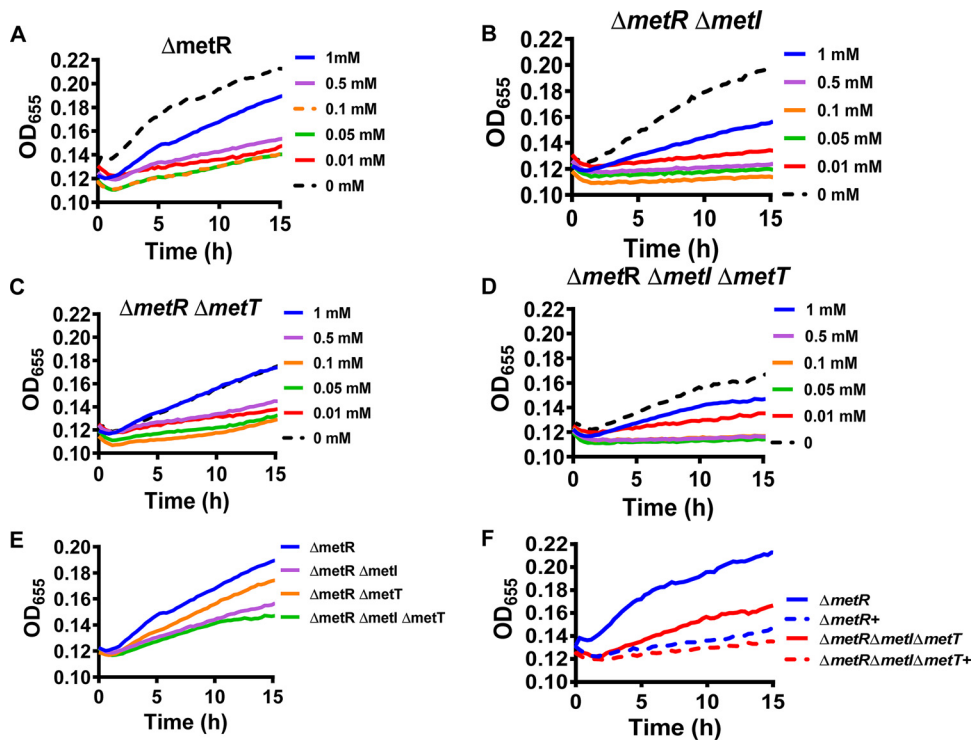 A
ΔmetR
OD655
0.22
0.20
0.18
0.16
0.14
0.12
0.10
0 5 10 15
Time (h)
1mM
0.5 mM
0.1 mM
0.05 mM
0.01 mM
0 mM
B
ΔmetR ΔmetI
OD655
0.22
0.20
0.18
0.16
0.14
0.12
0.10
0 5 10 15
Time (h)
1 mM
0.5 mM
0.1 mM
0.05 mM
0.01 mM
0 mM
C
ΔmetR ΔmetT
OD655
0.22
0.20
0.18
0.16
0.14
0.12
0.10
0 5 10 15
Time (h)
1 mM
0.5 mM
0.1 mM
0.05 mM
0.01 mM
0 mM
D
ΔmetR ΔmetI ΔmetT
OD655
0.22
0.20
0.18
0.16
0.14
0.12
0.10
0 5 10 15
Time (h)
1 mM
0.5 mM
0.1 mM
0.05 mM
0.01 mM
0
E
OD655
0.20
0.18
0.16
0.14
0.12
0.10
0 5 10 15
Time (h)
ΔmetR
ΔmetR ΔmetI
ΔmetR ΔmetT
ΔmetR ΔmetI ΔmetT
F
OD655
0.22
0.20
0.18
0.16
0.14
0.12
0.10
0 5 10 15
Time (h)
ΔmetR
ΔmetR+
ΔmetRΔmetIΔmetT
ΔmetRΔmetIΔmetT+